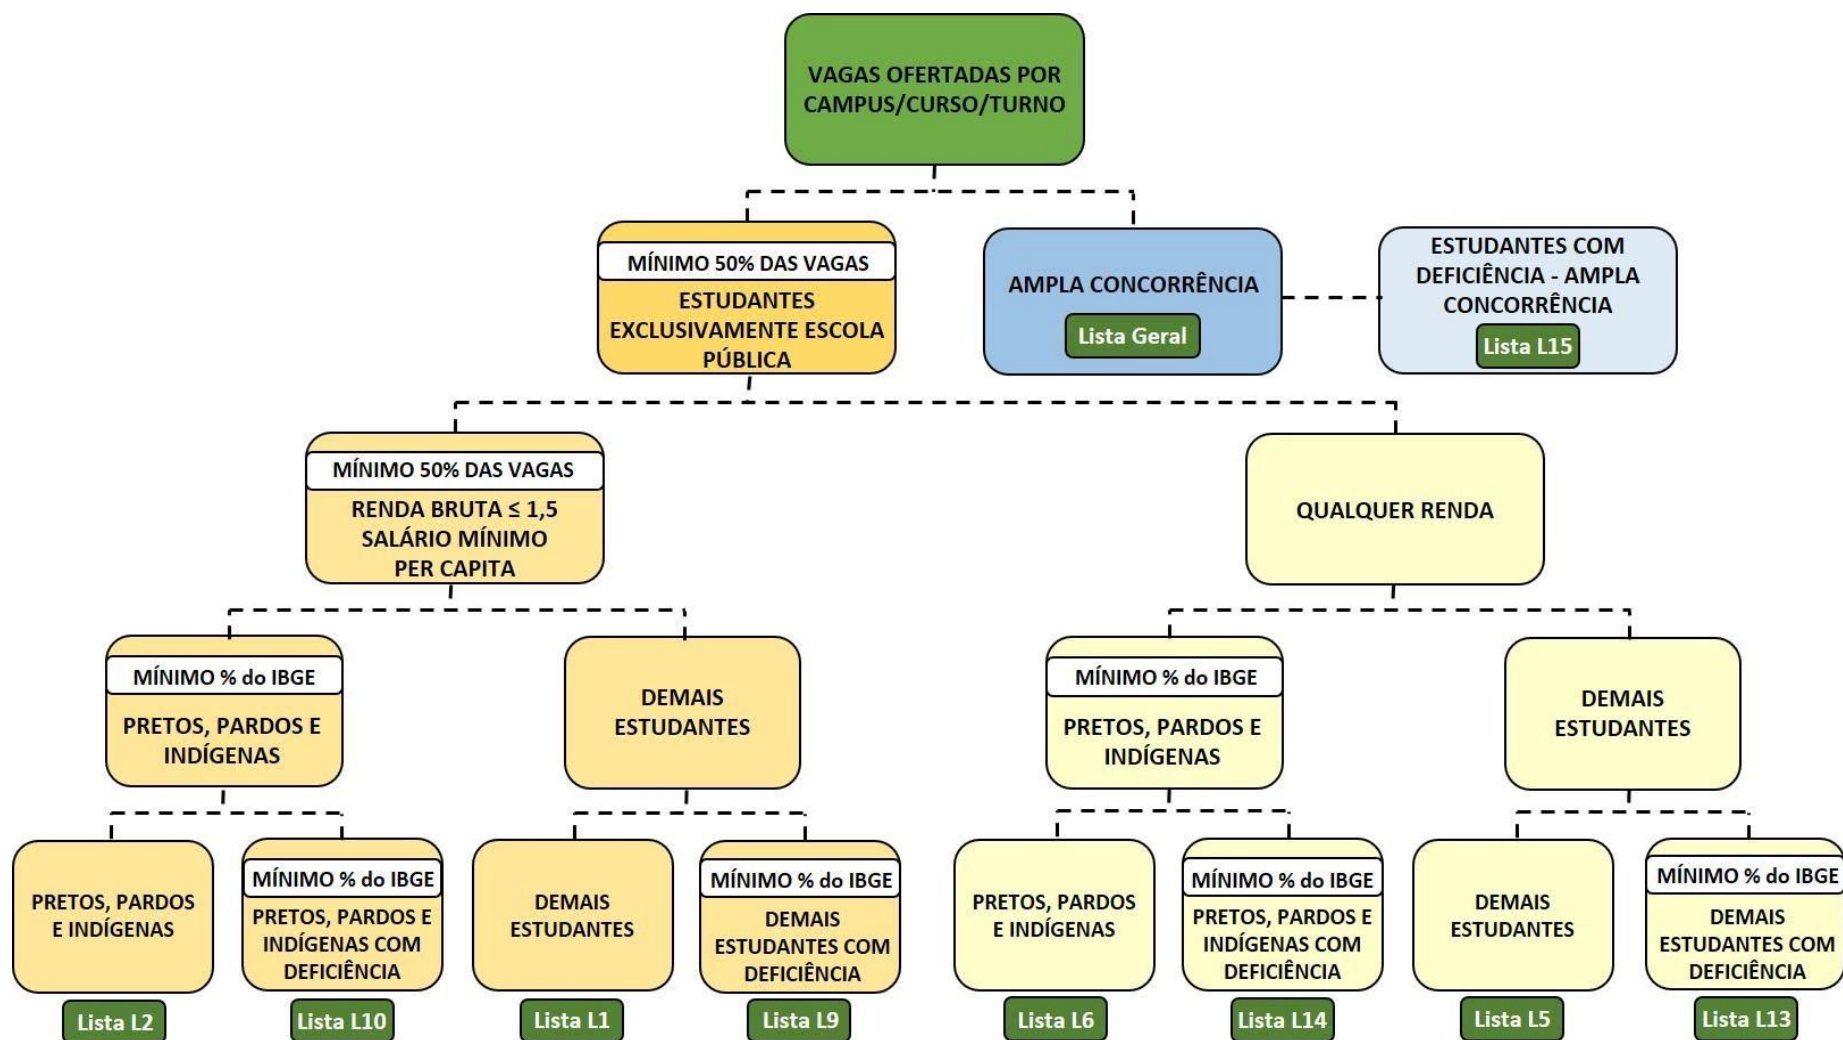 VAGAS OFERTADAS POR
CAMPUS/CURSO/TURNO
MÍNIMO 50% DAS VAGAS
ESTUDANTES
EXCLUSIVAMENTE ESCOLA
PÚBLICA
AMPLA CONCORRÊNCIA
Lista Geral
ESTUDANTES COM
DEFICIÊNCIA - AMPLA
CONCORRÊNCIA
Lista L15
MÍNIMO 50% DAS VAGAS
RENDA BRUTA ≤ 1,5
SALÁRIO MÍNIMO
PER CAPITA
QUALQUER RENDA
MÍNIMO % do IBGE
PRETOS, PARDOS E
INDÍGENAS
DEMAIS
ESTUDANTES
MÍNIMO % do IBGE
PRETOS, PARDOS E
INDÍGENAS
DEMAIS
ESTUDANTES
PRETOS, PARDOS
E INDÍGENAS
Lista L2
MÍNIMO % do IBGE
PRETOS, PARDOS E
INDÍGENAS COM
DEFICIÊNCIA
Lista L10
DEMAIS
ESTUDANTES
Lista L1
MÍNIMO % do IBGE
DEMAIS
ESTUDANTES COM
DEFICIÊNCIA
Lista L9
PRETOS, PARDOS
E INDÍGENAS
Lista L6
MÍNIMO % do IBGE
PRETOS, PARDOS E
INDÍGENAS COM
DEFICIÊNCIA
Lista L14
DEMAIS
ESTUDANTES
Lista L5
MÍNIMO % do IBGE
DEMAIS
ESTUDANTES COM
DEFICIÊNCIA
Lista L13